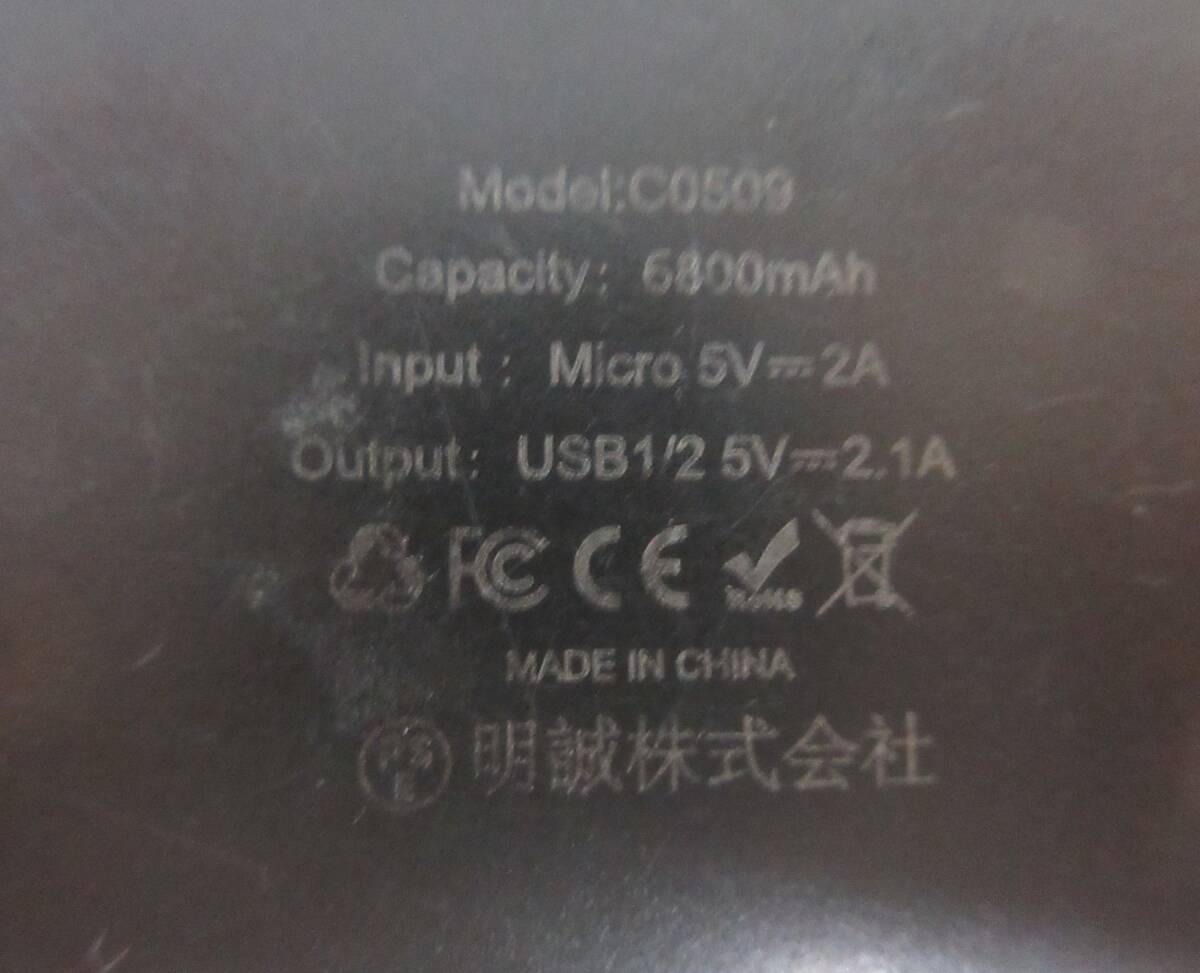 Model:C0509
Capacity: 6800mAh
Input : Micro 5V⎓2A
Output: USB1/2 5V⎓2.1A
FC CE RoHS
MADE IN CHINA
PSE 明誠株式会社